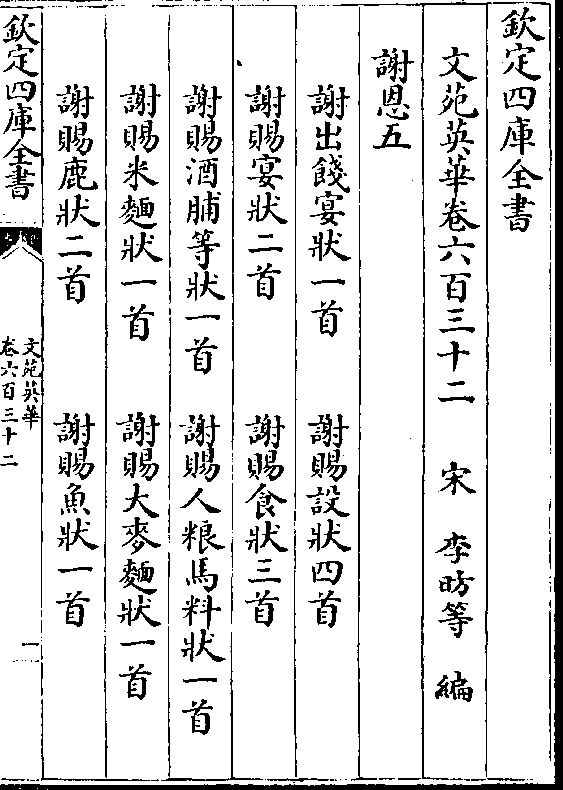 欽定四庫全書
文苑英華卷六百三十二　宋　李昉等　編
謝恩五
謝出餞宴狀一首　謝賜設狀四首
謝賜宴狀二首　謝賜食狀三首
謝賜酒脯等狀一首　謝賜人粮馬料狀一首
謝賜米麵狀一首　謝賜大麥麵狀一首
謝賜鹿狀二首　謝賜魚狀一首
欽定四庫全書
文苑英華
卷六百三十二
一